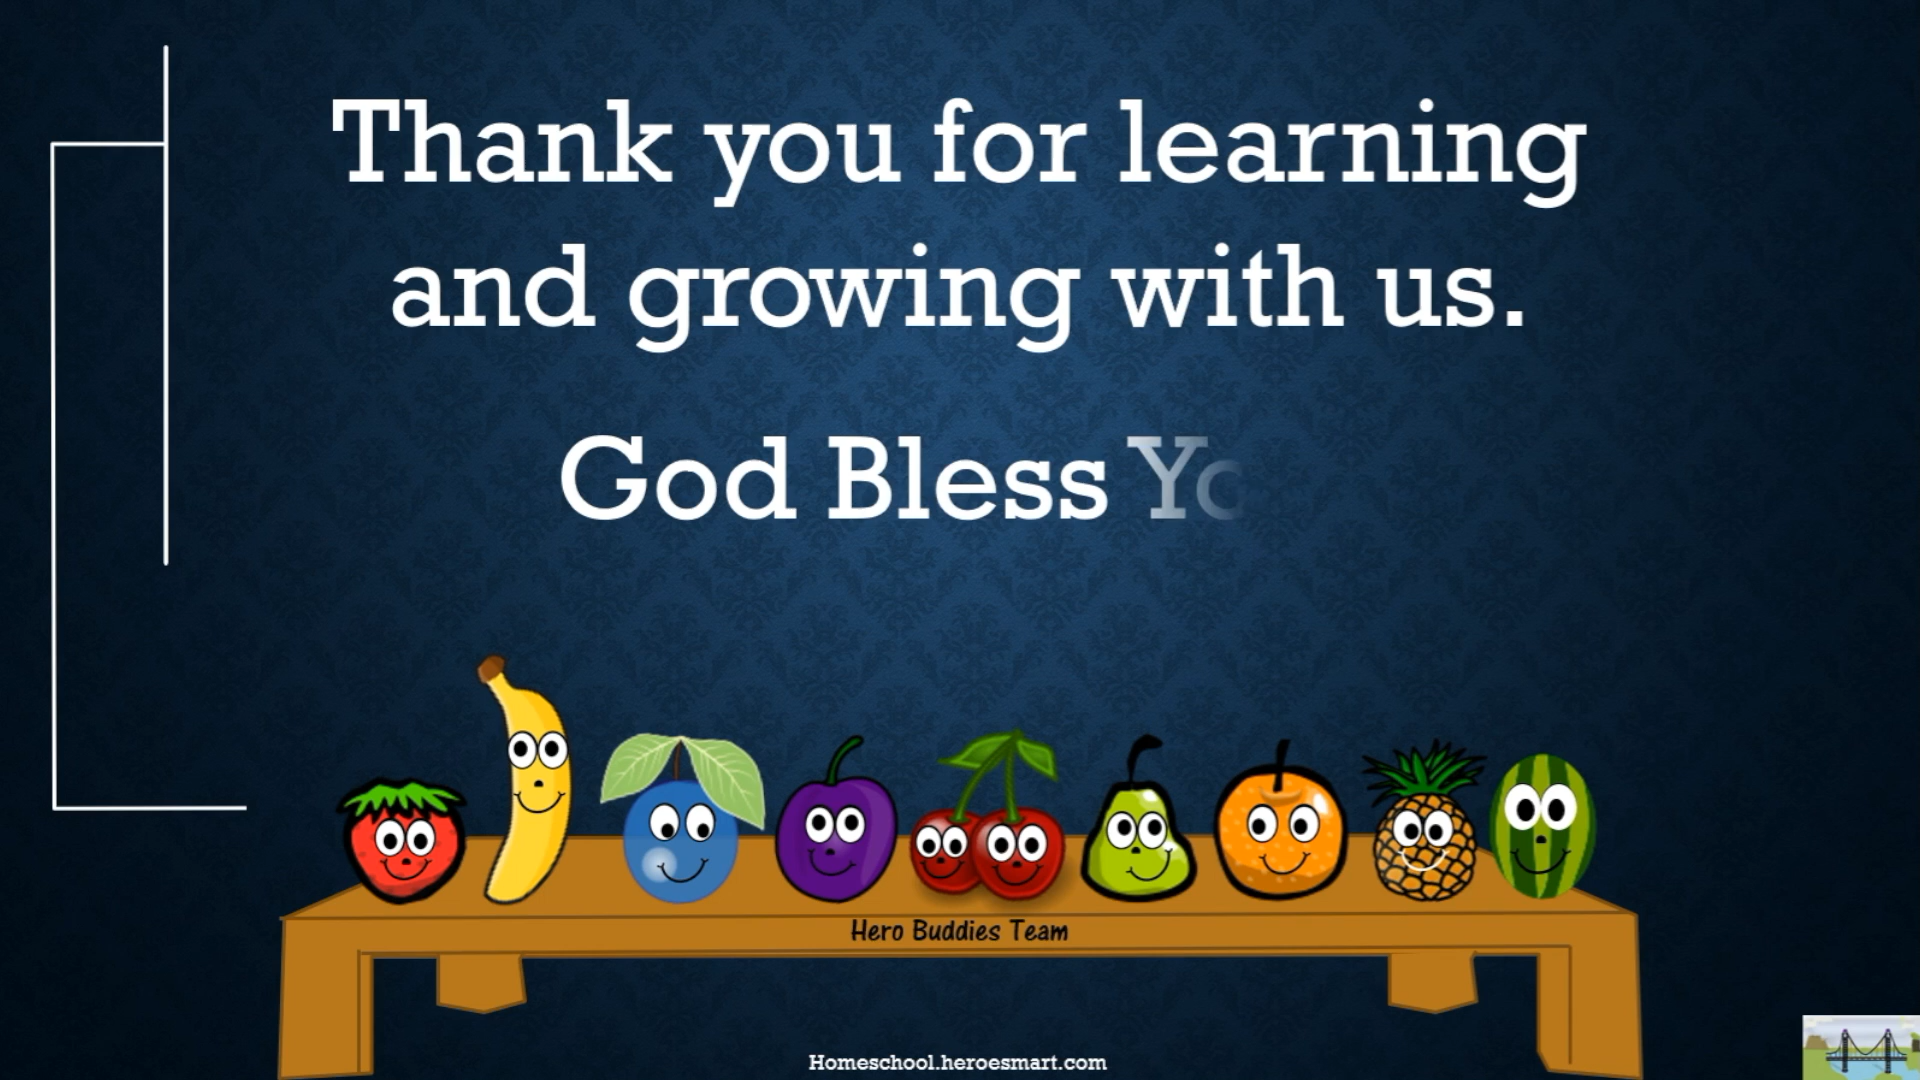 Thank you for learning
and growing with us.
God Bless
Hero Buddies Team
Homeschool.heroesmart.com